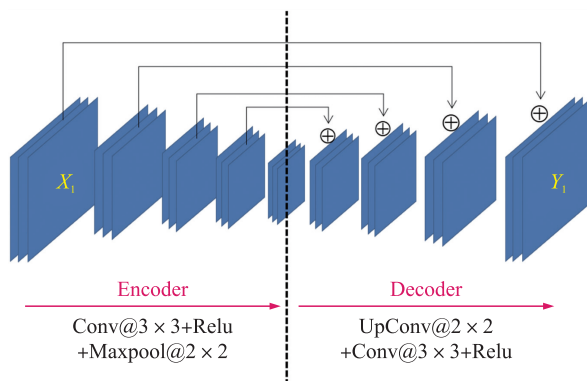 X₁
Y₁
Encoder
Decoder
Conv@3 × 3+Relu
+Maxpool@2 × 2
UpConv@2 × 2
+Conv@3 × 3+Relu